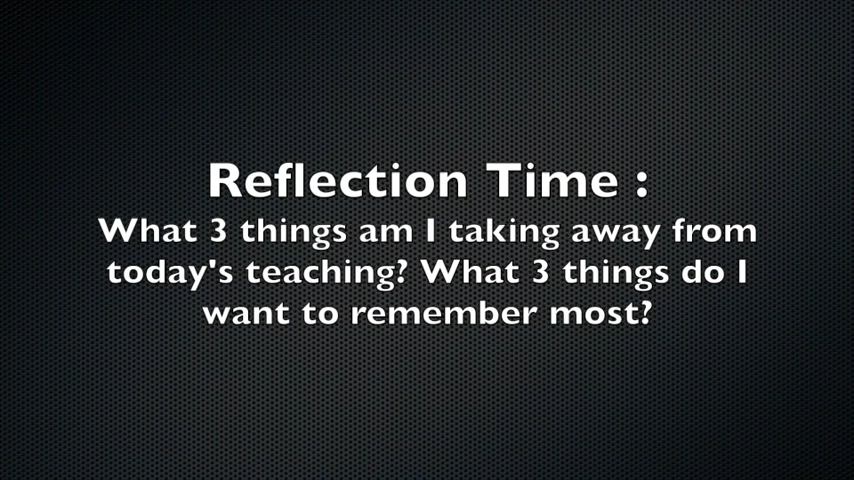 Reflection Time :
What 3 things am I taking away from
today's teaching? What 3 things do I
want to remember most?